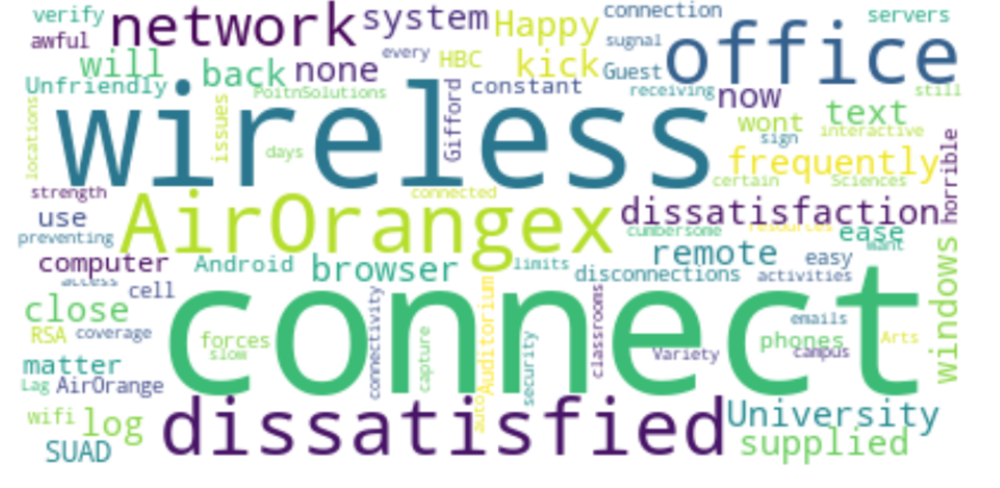 verify network system Happy connection servers
awful every HBC kick sugnal office
will back none Guest
Unfriendly PoitnSolutions Gifford constant receiving now still
locations wireless issues days wont text
sign interactive
frequently horrible
certain Sciences
strength connected
use AirOrangex dissatisfaction
preventing cumbersome resources ease
want
computer Android browser limits remote easy
access disconnections activities
cell connect windows
close connectivity Auditorium classrooms emails
RSA coverage forces capture security phones Arts
slow Variety campus
matter
Lag AirOrange
wifi log dissatisfied auto University
SUAD supplied